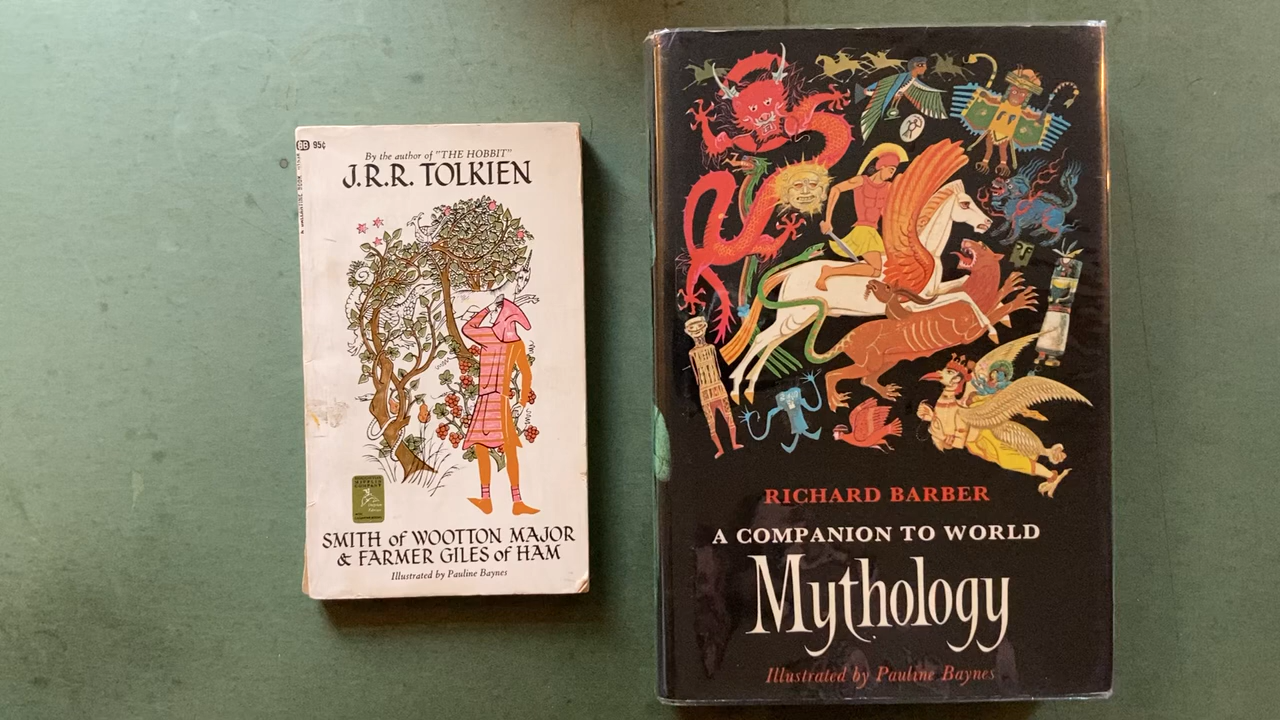 BB 95¢
By the author of "THE HOBBIT"
J.R.R. TOLKIEN
SMITH of WOOTTON MAJOR
& FARMER GILES of HAM
Illustrated by Pauline Baynes
RICHARD BARBER
A COMPANION TO WORLD
Mythology
Illustrated by Pauline Baynes